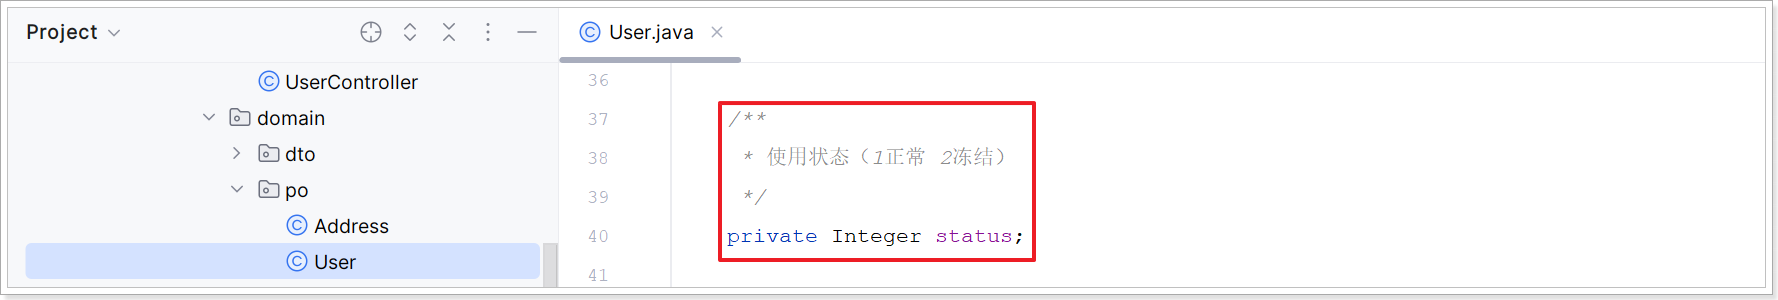 Project
User.java
UserController
domain
dto
po
Address
User
36
37 /**
38 * 使用状态（1正常 2冻结）
39 */
40 private Integer status;
41